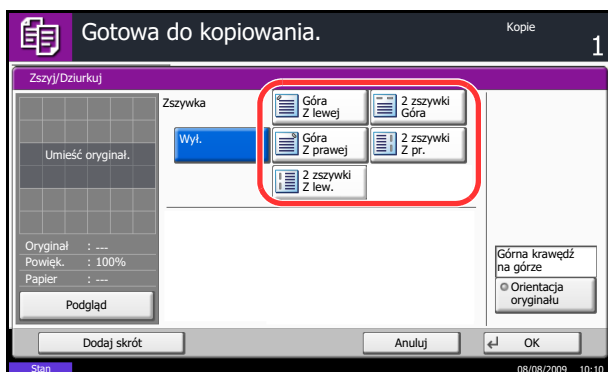 Gotowa do kopiowania.
Kopie
1
Zszyj/Dziurkuj
Umieść oryginał.
Oryginał : ---
Powięk. : 100%
Papier : ---
Podgląd
Zszywka
Wył.
Góra
Z lewej
2 zszywki
Góra
Góra
Z prawej
2 zszywki
Z pr.
2 zszywki
Z lew.
Górna krawędź
na górze
Orientacja
oryginału
Dodaj skrót
Anuluj
OK
Stan
08/08/2009 10:10